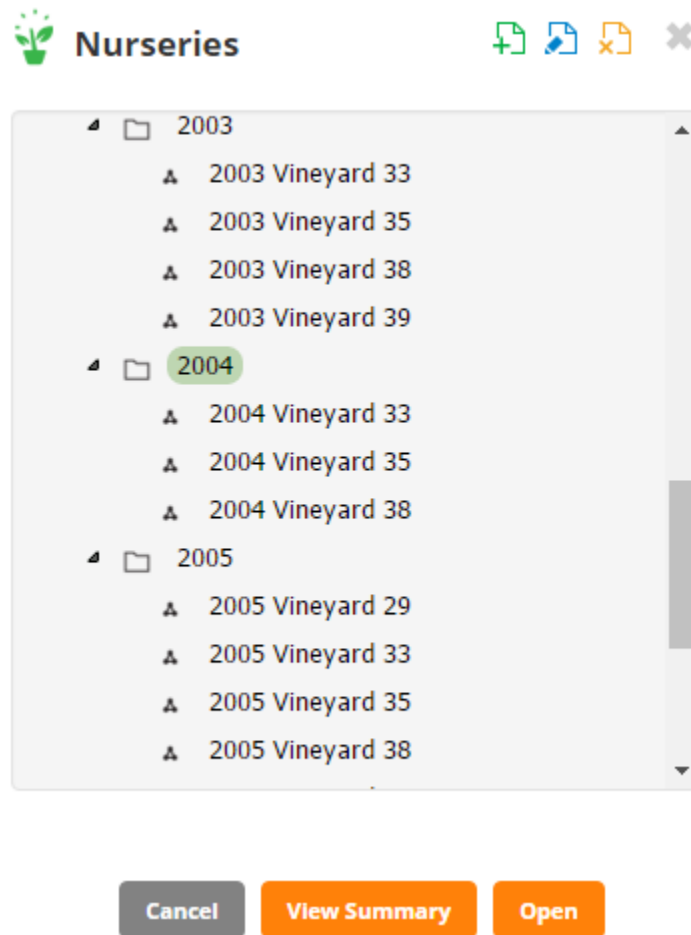 Nurseries
2003
2003 Vineyard 33
2003 Vineyard 35
2003 Vineyard 38
2003 Vineyard 39
2004
2004 Vineyard 33
2004 Vineyard 35
2004 Vineyard 38
2005
2005 Vineyard 29
2005 Vineyard 33
2005 Vineyard 35
2005 Vineyard 38
Cancel View Summary Open